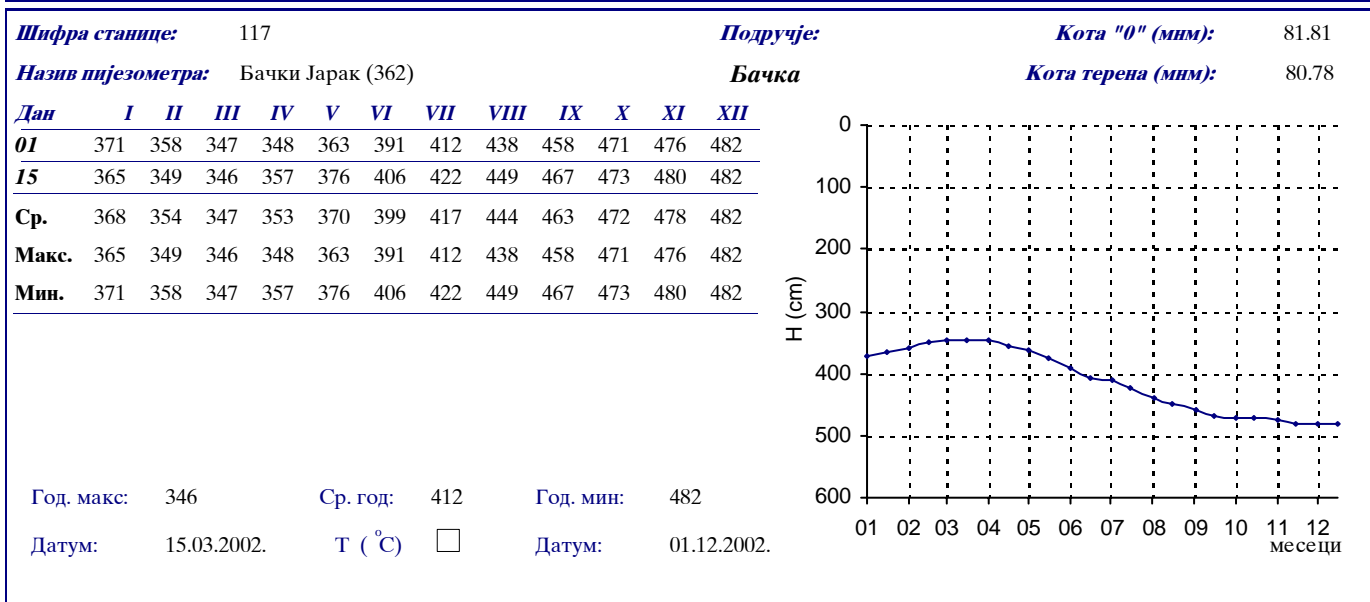 Шифра станице: 117 Подручје: Кота "0" (мнм): 81.81
Назив пијезометра: Бачки Јарак (362) Бачка Кота терена (мнм): 80.78
Дан I II III IV V VI VII VIII IX X XI XII
01 371 358 347 348 363 391 412 438 458 471 476 482
15 365 349 346 357 376 406 422 449 467 473 480 482
Ср. 368 354 347 353 370 399 417 444 463 472 478 482
Макс. 365 349 346 348 363 391 412 438 458 471 476 482
Мин. 371 358 347 357 376 406 422 449 467 473 480 482
Год. макс: 346 Ср. год: 412 Год. мин: 482
Датум: 15.03.2002. Т ( °C) Датум: 01.12.2002.
H (cm)
0
100
200
300
400
500
600
01 02 03 04 05 06 07 08 09 10 11 12
месеци